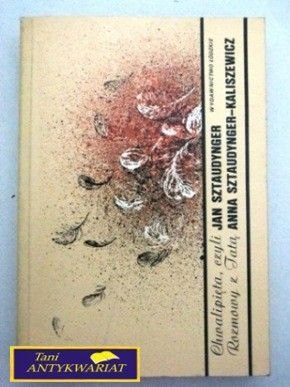 WYDAWNICTWO ŁÓDZKIE
JAN SZTAUDYNGER
ANNA SZTAUDYNGER-KALISZEWICZ
Chwalipięta, czyli
Rozmowy z Tatą
Tani
ANTYKWARIAT